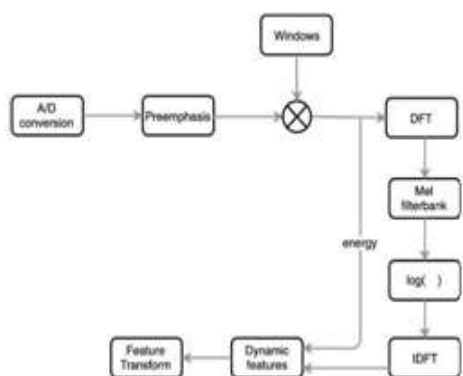 Windows
A/D
conversion
Preemphasis
DFT
Mel
filterbank
energy
log( )
Feature
Transform
Dynamic
features
IDFT